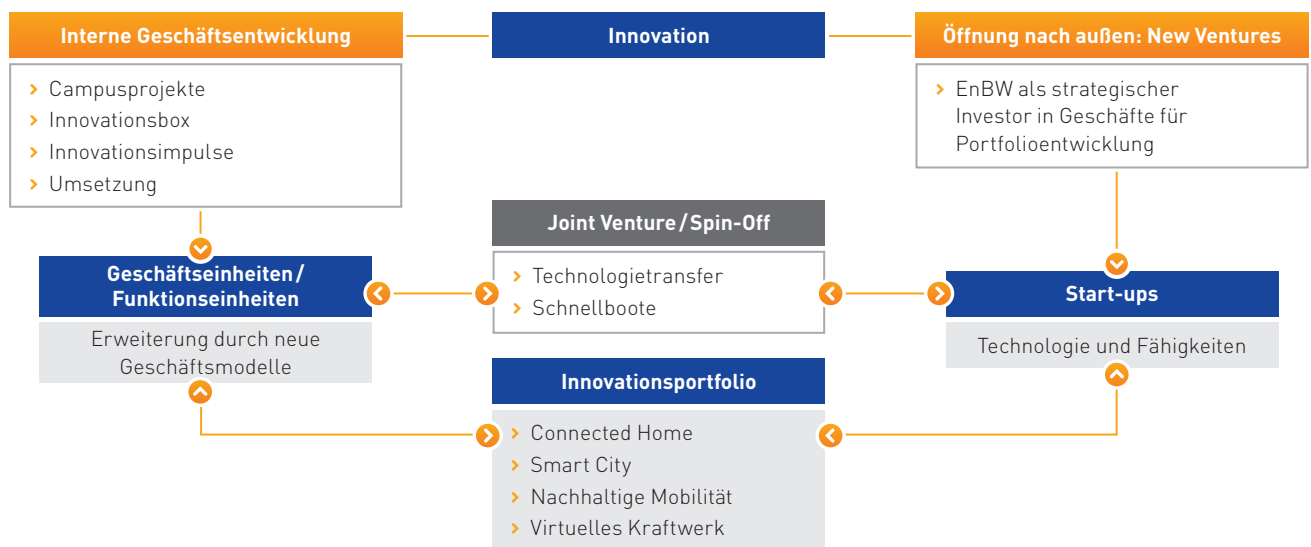 Interne Geschäftsentwicklung
Campusprojekte
Innovationsbox
Innovationsimpulse
Umsetzung
Innovation
Öffnung nach außen: New Ventures
EnBW als strategischer
Investor in Geschäfte für
Portfolioentwicklung
Geschäftseinheiten /
Funktionseinheiten
Erweiterung durch neue
Geschäftsmodelle
Joint Venture / Spin-Off
Technologietransfer
Schnellboote
Start-ups
Technologie und Fähigkeiten
Innovationsportfolio
Connected Home
Smart City
Nachhaltige Mobilität
Virtuelles Kraftwerk